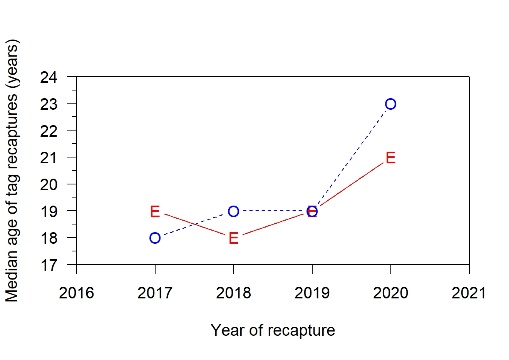 Median age of tag recaptures (years)
24
23
22
21
20
19
18
17
O
E
E
O
E
O
E
O
2016 2017 2018 2019 2020 2021
Year of recapture